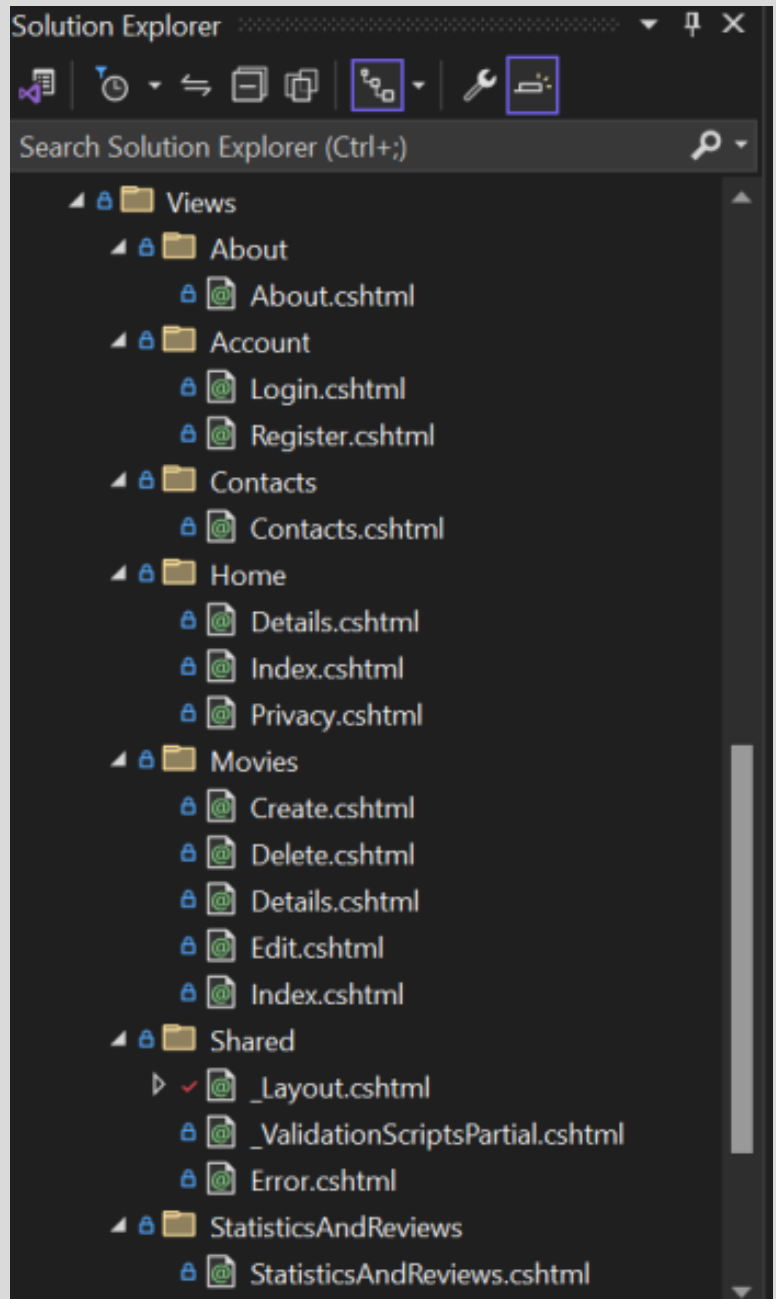 Solution Explorer
Search Solution Explorer (Ctrl+;)
Views
About
About.cshtml
Account
Login.cshtml
Register.cshtml
Contacts
Contacts.cshtml
Home
Details.cshtml
Index.cshtml
Privacy.cshtml
Movies
Create.cshtml
Delete.cshtml
Details.cshtml
Edit.cshtml
Index.cshtml
Shared
_Layout.cshtml
_ValidationScriptsPartial.cshtml
Error.cshtml
StatisticsAndReviews
StatisticsAndReviews.cshtml